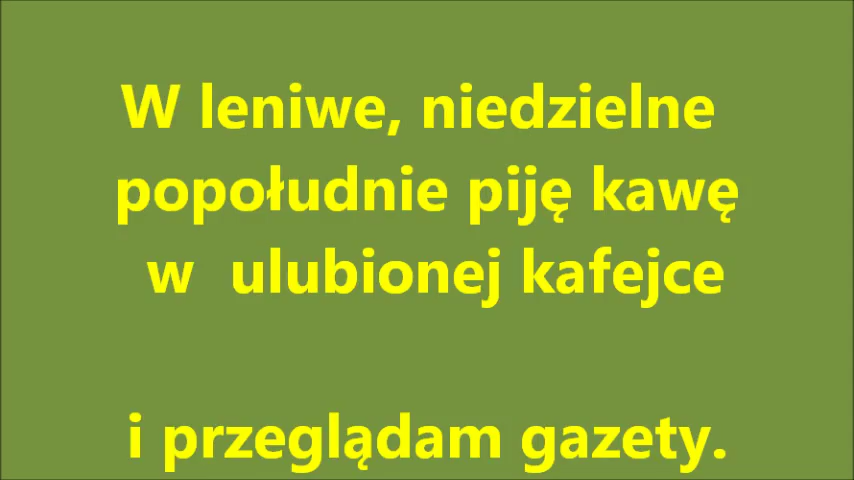 W leniwe, niedzielne
popołudnie piję kawę
w ulubionej kafejce
i przeglądam gazety.